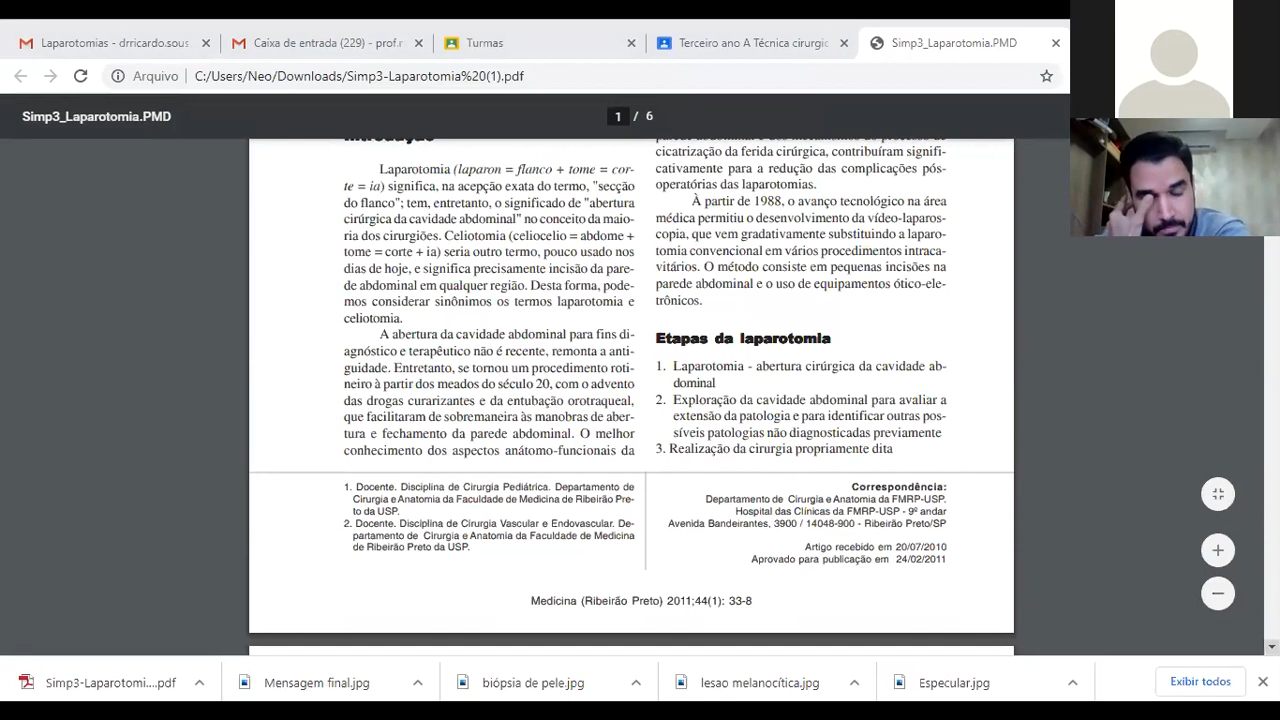 Laparotomias - drricardo.sous
Caixa de entrada (229) - prof.r
Turmas
Terceiro ano A Técnica cirurgic
Simp3_Laparotomia.PMD
Arquivo
C:/Users/Neo/Downloads/Simp3-Laparotomia%20(1).pdf
Simp3_Laparotomia.PMD
1 / 6
Introdução
Laparotomia (laparon = flanco + tome = cor-
te = ia) significa, na acepção exata do termo, "secção
do flanco"; tem, entretanto, o significado de "abertura
cirúrgica da cavidade abdominal" no conceito da maio-
ria dos cirurgiões. Celiotomia (celiocelio = abdome +
tome = corte + ia) seria outro termo, pouco usado nos
dias de hoje, e significa precisamente incisão da pare-
de abdominal em qualquer região. Desta forma, pode-
mos considerar sinônimos os termos laparotomia e
celiotomia.
A abertura da cavidade abdominal para fins di-
agnóstico e terapêutico não é recente, remonta a anti-
guidade. Entretanto, se tornou um procedimento roti-
neiro à partir dos meados do século 20, com o advento
das drogas curarizantes e da entubação orotraqueal,
que facilitaram de sobremaneira às manobras de aber-
tura e fechamento da parede abdominal. O melhor
conhecimento dos aspectos anátomo-funcionais da
parede abdominal e dos mecanismos do processo de
cicatrização da ferida cirúrgica, contribuíram signifi-
cativamente para a redução das complicações pós-
operatórias das laparotomias.
À partir de 1988, o avanço tecnológico na área
médica permitiu o desenvolvimento da vídeo-laparos-
copia, que vem gradativamente substituindo a laparo-
tomia convencional em vários procedimentos intraca-
vitários. O método consiste em pequenas incisões na
parede abdominal e o uso de equipamentos ótico-ele-
trônicos.
Etapas da laparotomia
1. Laparotomia - abertura cirúrgica da cavidade ab-
dominal
2. Exploração da cavidade abdominal para avaliar a
extensão da patologia e para identificar outras pos-
síveis patologias não diagnosticadas previamente
3. Realização da cirurgia propriamente dita
1. Docente. Disciplina de Cirurgia Pediátrica. Departamento de
Cirurgia e Anatomia da Faculdade de Medicina de Ribeirão Pre-
to da USP.
2. Docente. Disciplina de Cirurgia Vascular e Endovascular. De-
partamento de Cirurgia e Anatomia da Faculdade de Medicina
de Ribeirão Preto da USP.
Correspondência:
Departamento de Cirurgia e Anatomia da FMRP-USP.
Hospital das Clínicas da FMRP-USP - 9º andar
Avenida Bandeirantes, 3900 / 14048-900 - Ribeirão Preto/SP
Artigo recebido em 20/07/2010
Aprovado para publicação em 24/02/2011
Medicina (Ribeirão Preto) 2011;44(1): 33-8
Simp3-Laparotomi....pdf
Mensagem final.jpg
biópsia de pele.jpg
lesao melanocítica.jpg
Especular.jpg
Exibir todos